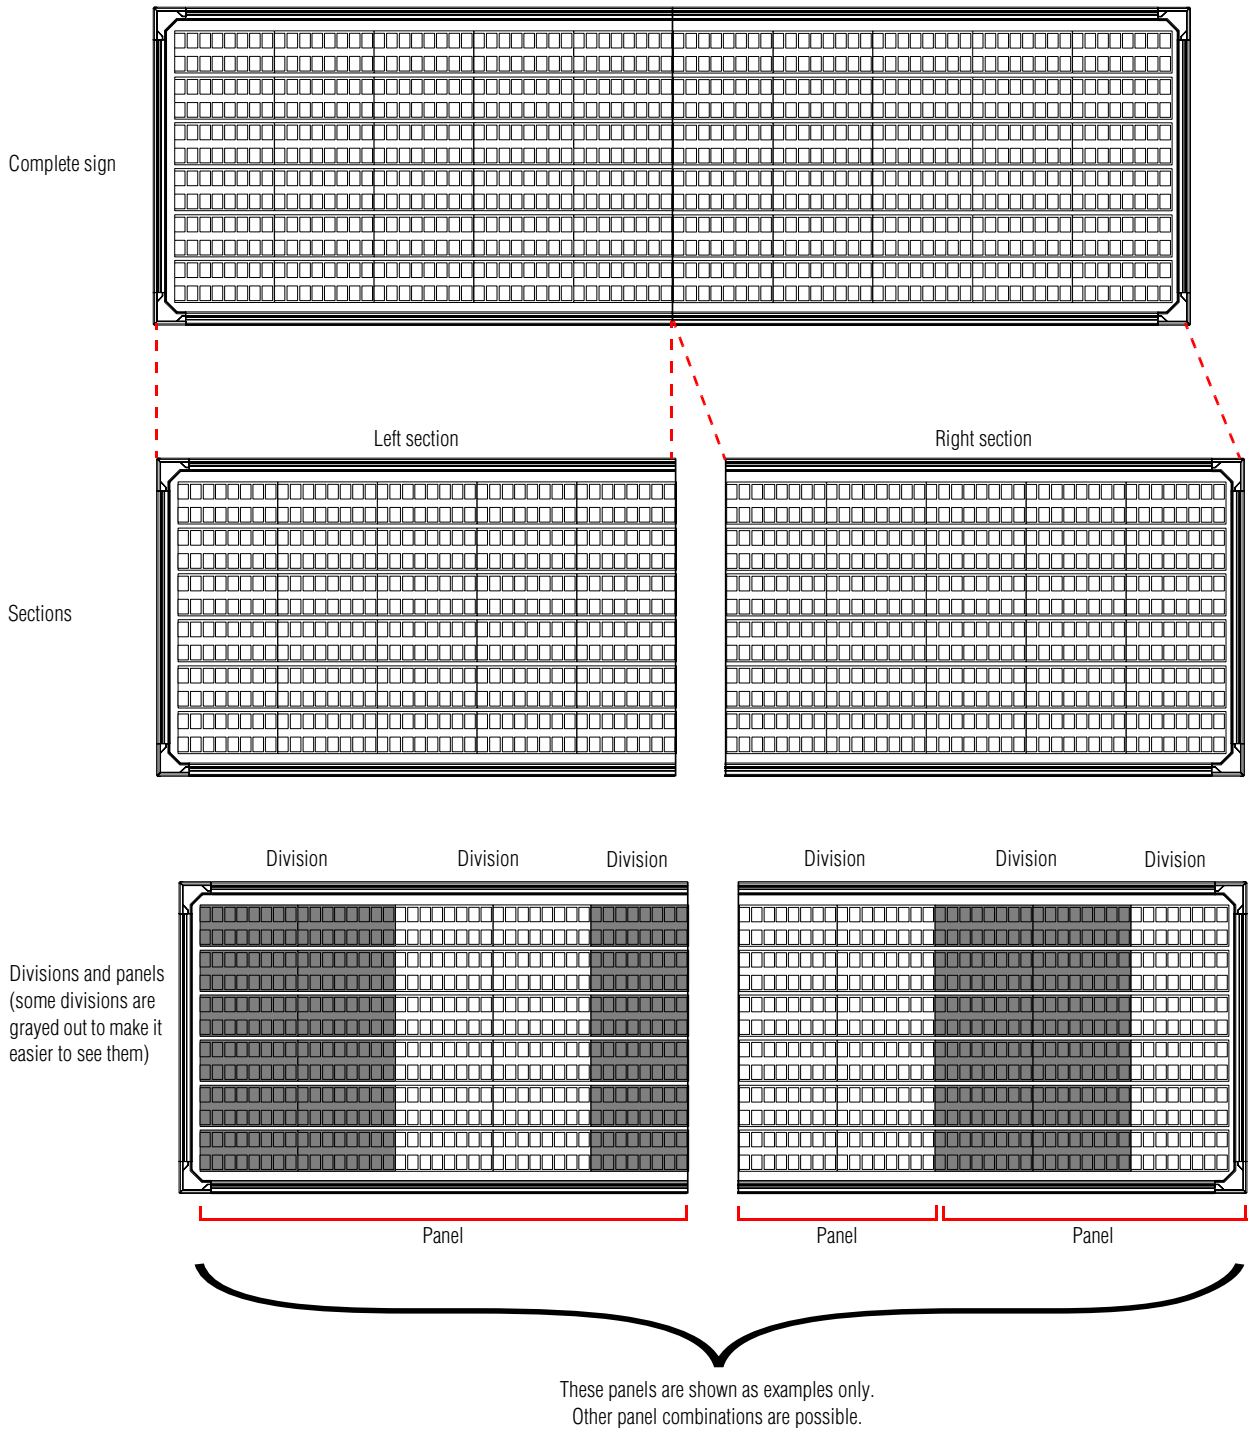 Complete sign
Left section
Right section
Sections
Division
Division
Division
Division
Division
Division
Divisions and panels
(some divisions are
grayed out to make it
easier to see them)
Panel
Panel
Panel
These panels are shown as examples only.
Other panel combinations are possible.